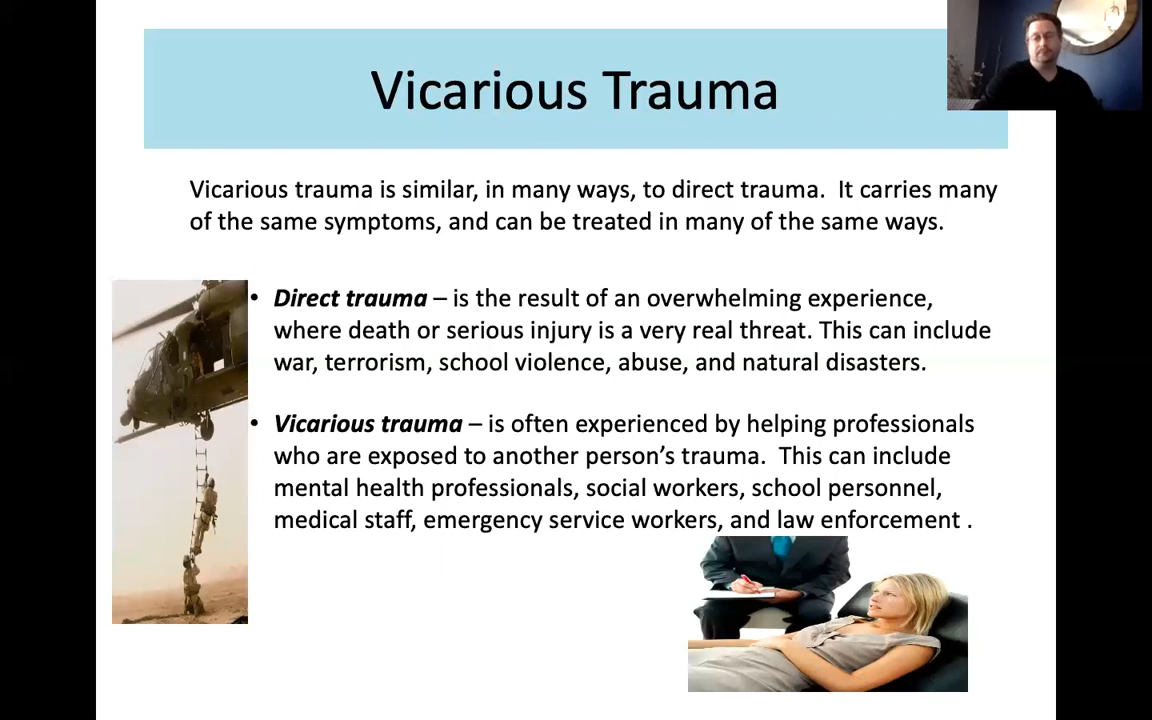 Vicarious Trauma
Vicarious trauma is similar, in many ways, to direct trauma.  It carries many
of the same symptoms, and can be treated in many of the same ways.
• Direct trauma – is the result of an overwhelming experience,
where death or serious injury is a very real threat. This can include
war, terrorism, school violence, abuse, and natural disasters.
• Vicarious trauma – is often experienced by helping professionals
who are exposed to another person’s trauma.  This can include
mental health professionals, social workers, school personnel,
medical staff, emergency service workers, and law enforcement .